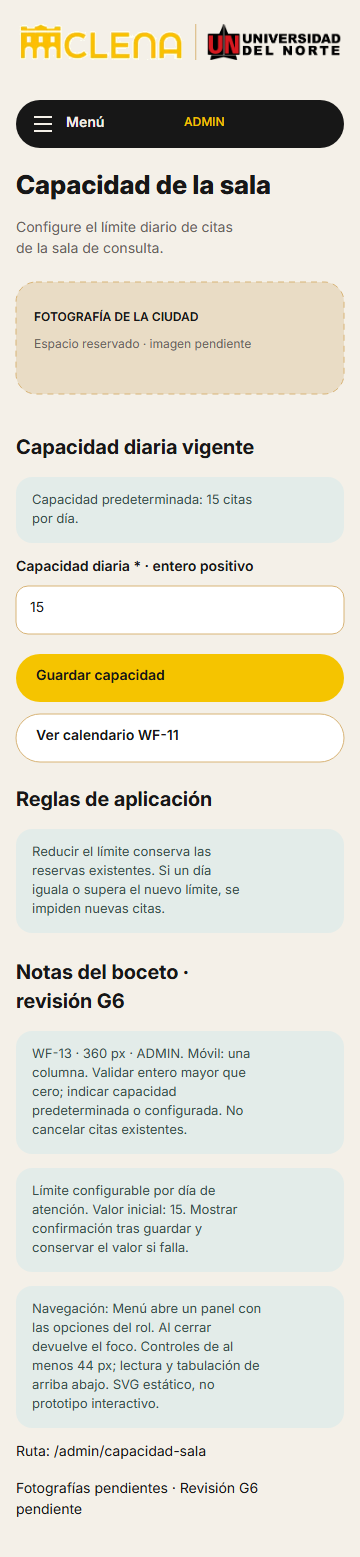 CLENA
UNIVERSIDAD
DEL NORTE
UN
Menú
ADMIN
Capacidad de la sala
Configure el límite diario de citas
de la sala de consulta.
FOTOGRAFÍA DE LA CIUDAD
Espacio reservado · imagen pendiente
Capacidad diaria vigente
Capacidad predeterminada: 15 citas
por día.
Capacidad diaria * · entero positivo
15
Guardar capacidad
Ver calendario WF-11
Reglas de aplicación
Reducir el límite conserva las
reservas existentes. Si un día
iguala o supera el nuevo límite, se
impiden nuevas citas.
Notas del boceto ·
revisión G6
WF-13 · 360 px · ADMIN. Móvil: una
columna. Validar entero mayor que
cero; indicar capacidad
predeterminada o configurada. No
cancelar citas existentes.
Límite configurable por día de
atención. Valor inicial: 15. Mostrar
confirmación tras guardar y
conservar el valor si falla.
Navegación: Menú abre un panel con
las opciones del rol. Al cerrar
devuelve el foco. Controles de al
menos 44 px; lectura y tabulación de
arriba abajo. SVG estático, no
prototipo interactivo.
Ruta: /admin/capacidad-sala
Fotografías pendientes · Revisión G6
pendiente